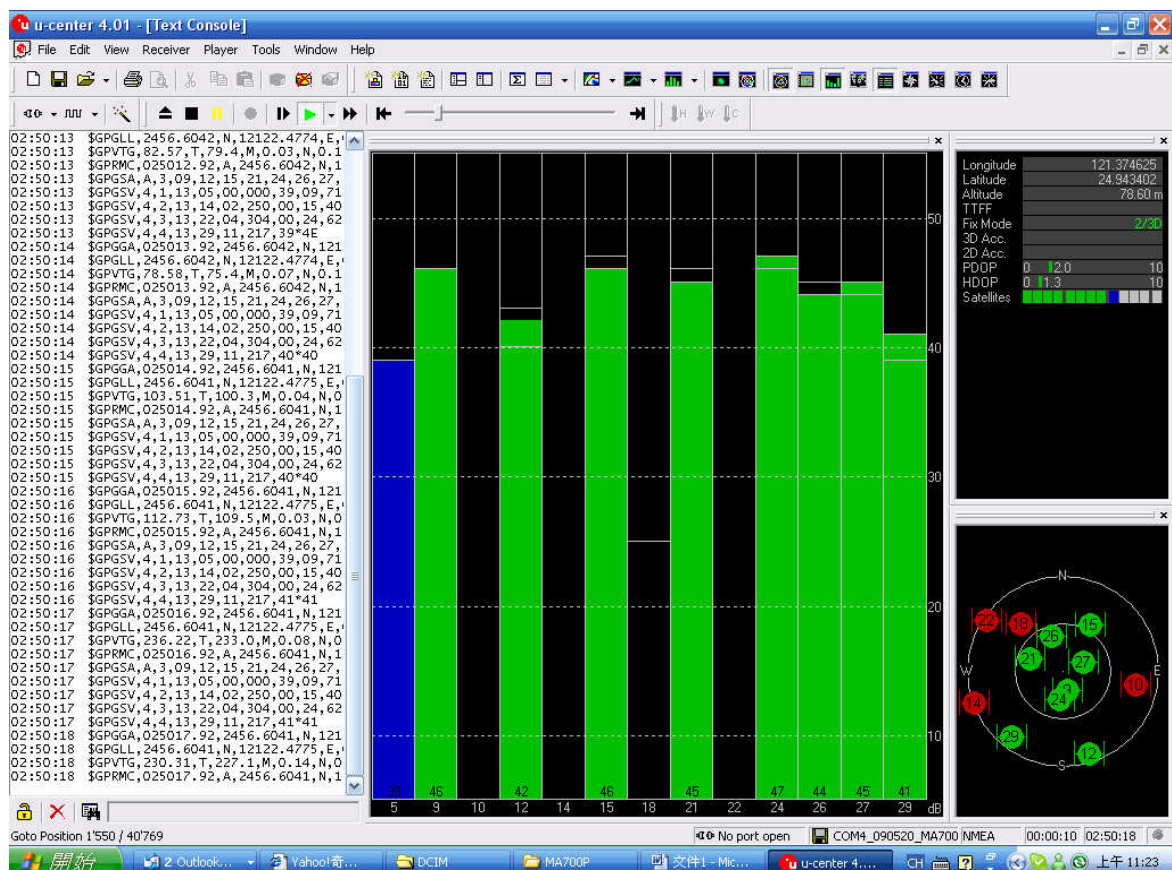 u-center 4.01 - [Text Console]
File Edit View Receiver Player Tools Window Help
02:50:13 $GPGLL,2456.6042,N,12122.4774,E,
02:50:13 $GPVTG,82.57,T,79.4,M,0.03,N,0.1
02:50:13 $GPRMC,025012.92,A,2456.6042,N,1
02:50:13 $GPGSA,A,3,09,12,15,21,24,26,27,
02:50:13 $GPGSV,4,1,13,05,00,000,39,09,71
02:50:13 $GPGSV,4,2,13,14,02,250,00,15,40
02:50:13 $GPGSV,4,3,13,22,04,304,00,24,62
02:50:13 $GPGSV,4,4,13,29,11,217,39*4E
02:50:14 $GPGGA,025013.92,2456.6042,N,121
02:50:14 $GPGLL,2456.6042,N,12122.4774,E,
02:50:14 $GPVTG,78.58,T,75.4,M,0.07,N,0.1
02:50:14 $GPRMC,025013.92,A,2456.6042,N,1
02:50:14 $GPGSA,A,3,09,12,15,21,24,26,27,
02:50:14 $GPGSV,4,1,13,05,00,000,39,09,71
02:50:14 $GPGSV,4,2,13,14,02,250,00,15,40
02:50:14 $GPGSV,4,3,13,22,04,304,00,24,62
02:50:14 $GPGSV,4,4,13,29,11,217,40*40
02:50:15 $GPGGA,025014.92,2456.6041,N,121
02:50:15 $GPGLL,2456.6041,N,12122.4775,E,
02:50:15 $GPVTG,103.51,T,100.3,M,0.04,N,0
02:50:15 $GPRMC,025014.92,A,2456.6041,N,1
02:50:15 $GPGSA,A,3,09,12,15,21,24,26,27,
02:50:15 $GPGSV,4,1,13,05,00,000,39,09,71
02:50:15 $GPGSV,4,2,13,14,02,250,00,15,40
02:50:15 $GPGSV,4,3,13,22,04,304,00,24,62
02:50:15 $GPGSV,4,4,13,29,11,217,40*40
02:50:16 $GPGGA,025015.92,2456.6041,N,121
02:50:16 $GPGLL,2456.6041,N,12122.4775,E,
02:50:16 $GPVTG,112.73,T,109.5,M,0.03,N,0
02:50:16 $GPRMC,025015.92,A,2456.6041,N,1
02:50:16 $GPGSA,A,3,09,12,15,21,24,26,27,
02:50:16 $GPGSV,4,1,13,05,00,000,39,09,71
02:50:16 $GPGSV,4,2,13,14,02,250,00,15,40
02:50:16 $GPGSV,4,3,13,22,04,304,00,24,62
02:50:16 $GPGSV,4,4,13,29,11,217,41*41
02:50:17 $GPGGA,025016.92,2456.6041,N,121
02:50:17 $GPGLL,2456.6041,N,12122.4775,E,
02:50:17 $GPVTG,236.22,T,233.0,M,0.08,N,0
02:50:17 $GPRMC,025016.92,A,2456.6041,N,1
02:50:17 $GPGSA,A,3,09,12,15,21,24,26,27,
02:50:17 $GPGSV,4,1,13,05,00,000,39,09,71
02:50:17 $GPGSV,4,2,13,14,02,250,00,15,40
02:50:17 $GPGSV,4,3,13,22,04,304,00,24,62
02:50:17 $GPGSV,4,4,13,29,11,217,41*41
02:50:18 $GPGGA,025017.92,2456.6041,N,121
02:50:18 $GPGLL,2456.6041,N,12122.4775,E,
02:50:18 $GPVTG,230.31,T,227.1,M,0.14,N,0
02:50:18 $GPRMC,025017.92,A,2456.6041,N,1
50
40
30
20
10
39 46 42 46 45 47 44 45 41
5 9 10 12 14 15 18 21 22 24 26 27 29 dB
Longitude 121.374625
Latitude 24.943402
Altitude 78.60 m
TTFF
Fix Mode 2/3D
3D Acc.
2D Acc.
PDOP 0 2.0 10
HDOP 0 1.3 10
Satellites
N
22 18 26 15
21 27
W E
10
24
14
29 12
S
Goto Position 1'550 / 40'769
No port open
COM4_090520_MA700 NMEA
00:00:10 02:50:18
開始
2 Outlook...
Yahoo!奇...
DCIM
MA700P
文件1 - Mic...
u-center 4....
CH
上午 11:23